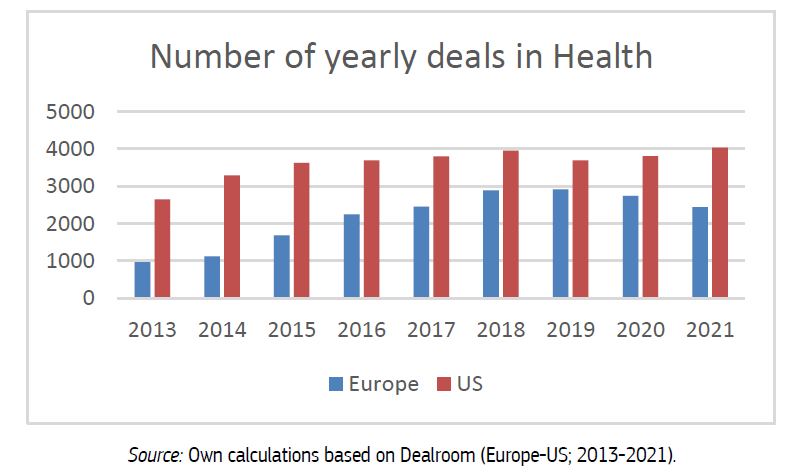 Number of yearly deals in Health
5000
4000
3000
2000
1000
0
2013 2014 2015 2016 2017 2018 2019 2020 2021
Europe US
Source: Own calculations based on Dealroom (Europe-US; 2013-2021).